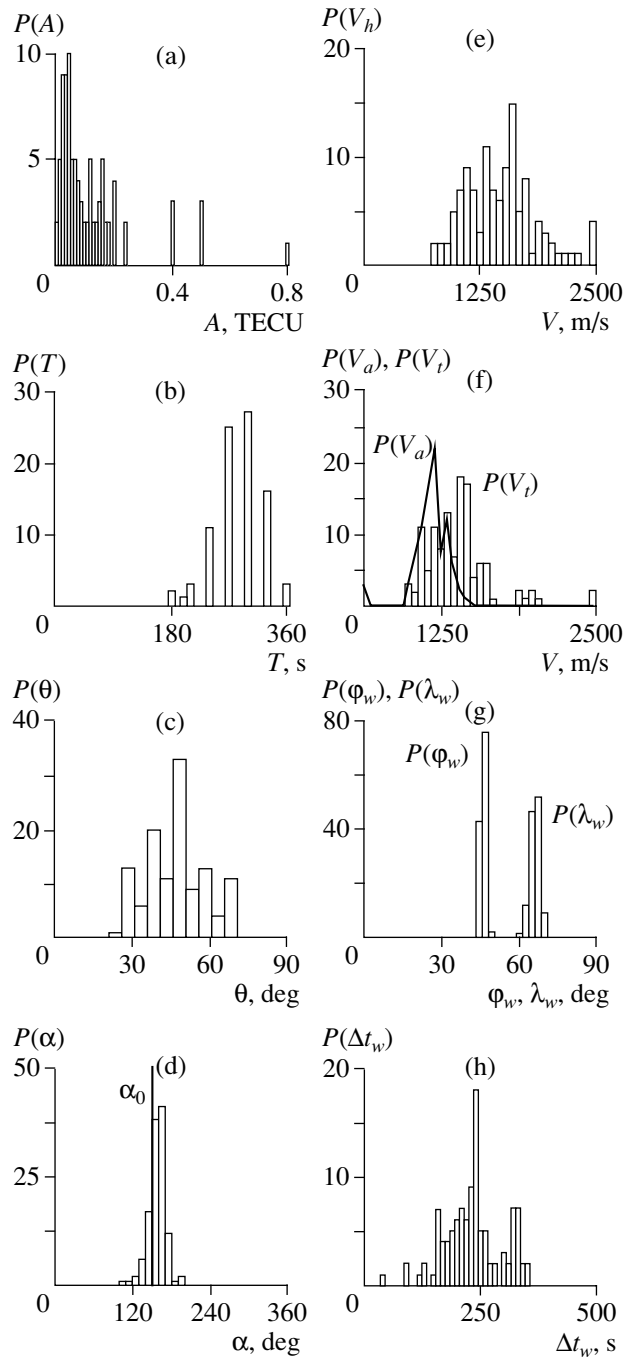 P(A)
10
(a)
5
0
0.4
0.8
A, TECU
P(V_h)
20
(e)
10
0
1250
2500
V, m/s
P(T)
30
(b)
20
10
0
180
360
T, s
P(V_a), P(V_t)
30
(f)
P(V_a)
20
P(V_t)
10
0
1250
2500
V, m/s
P(θ)
40
(c)
20
0
30
60
90
θ, deg
P(φ_w), P(λ_w)
80
(g)
P(φ_w)
P(λ_w)
40
0
30
60
90
φ_w, λ_w, deg
P(α)
50
(d)
α_0
25
0
120
240
360
α, deg
P(Δt_w)
20
(h)
10
0
250
500
Δt_w, s